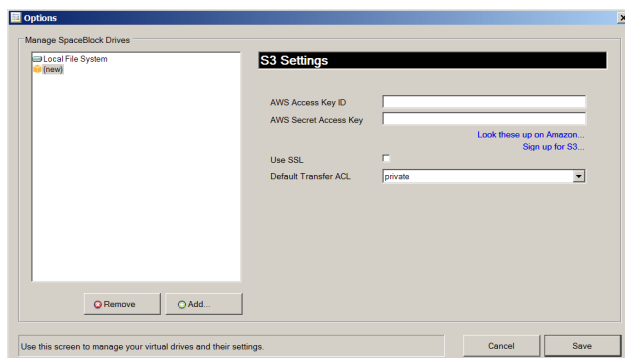 Options
Manage SpaceBlock Drives
Local File System
(new)
S3 Settings
AWS Access Key ID
AWS Secret Access Key
Look these up on Amazon...
Sign up for S3...
Use SSL
Default Transfer ACL
private
Remove
Add...
Use this screen to manage your virtual drives and their settings.
Cancel
Save